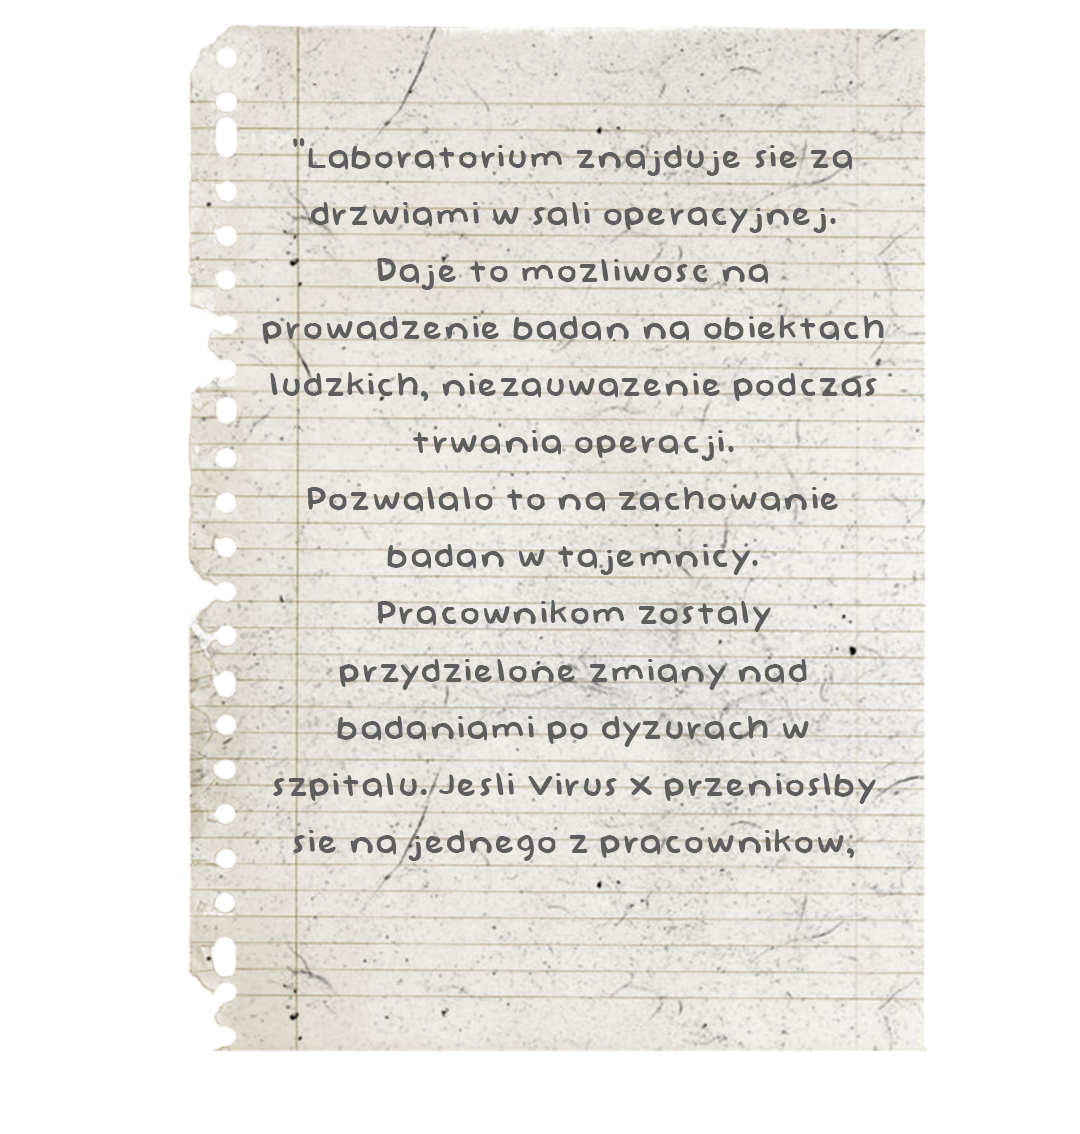 "Laboratorium znajduje sie za
drzwiami w sali operacyjnej.
Daje to mozliwosc na
prowadzenie badan na obiektach
ludzkich, niezauwazenie podczas
trwania operacji.
Pozwalalo to na zachowanie
badan w tajemnicy.
Pracownikom zostaly
przydzielone zmiany nad
badaniami po dyzurach w
szpitalu. Jesli Virus X przenioslby
sie na jednego z pracownikow,